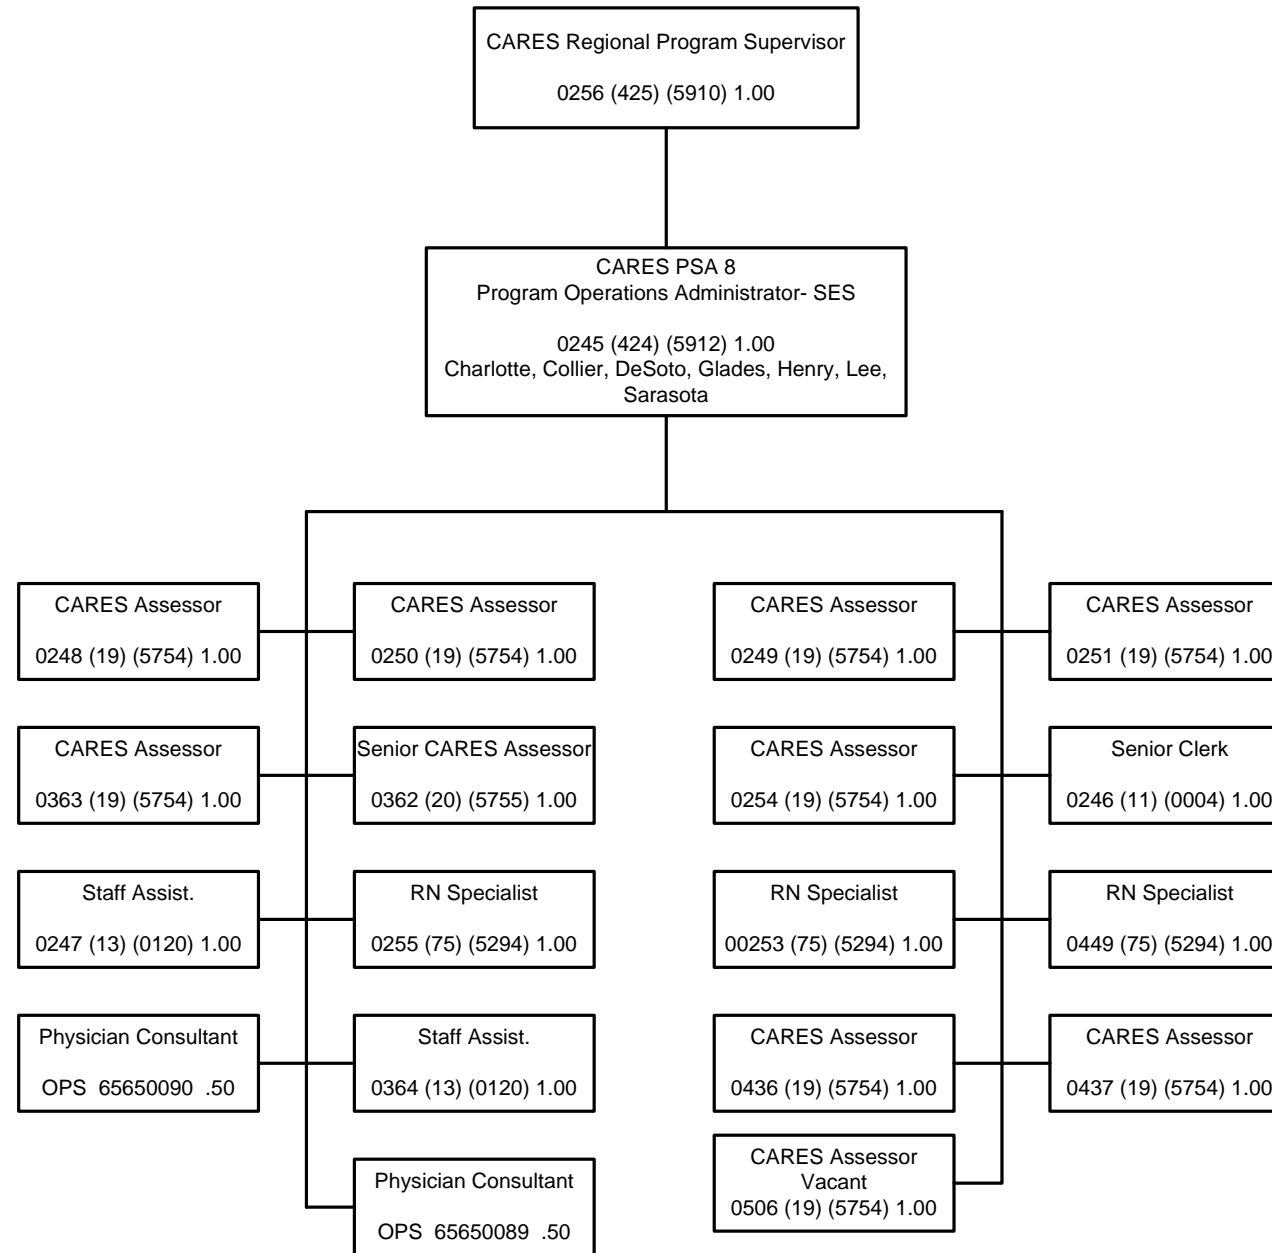 CARES Regional Program Supervisor
0256 (425) (5910) 1.00
CARES PSA 8
Program Operations Administrator- SES
0245 (424) (5912) 1.00
Charlotte, Collier, DeSoto, Glades, Henry, Lee,
Sarasota
CARES Assessor
0248 (19) (5754) 1.00
CARES Assessor
0250 (19) (5754) 1.00
CARES Assessor
0249 (19) (5754) 1.00
CARES Assessor
0251 (19) (5754) 1.00
CARES Assessor
0363 (19) (5754) 1.00
Senior CARES Assessor
0362 (20) (5755) 1.00
CARES Assessor
0254 (19) (5754) 1.00
Senior Clerk
0246 (11) (0004) 1.00
Staff Assist.
0247 (13) (0120) 1.00
RN Specialist
0255 (75) (5294) 1.00
RN Specialist
00253 (75) (5294) 1.00
RN Specialist
0449 (75) (5294) 1.00
Physician Consultant
OPS 65650090 .50
Staff Assist.
0364 (13) (0120) 1.00
CARES Assessor
0436 (19) (5754) 1.00
CARES Assessor
0437 (19) (5754) 1.00
Physician Consultant
OPS 65650089 .50
CARES Assessor
Vacant
0506 (19) (5754) 1.00